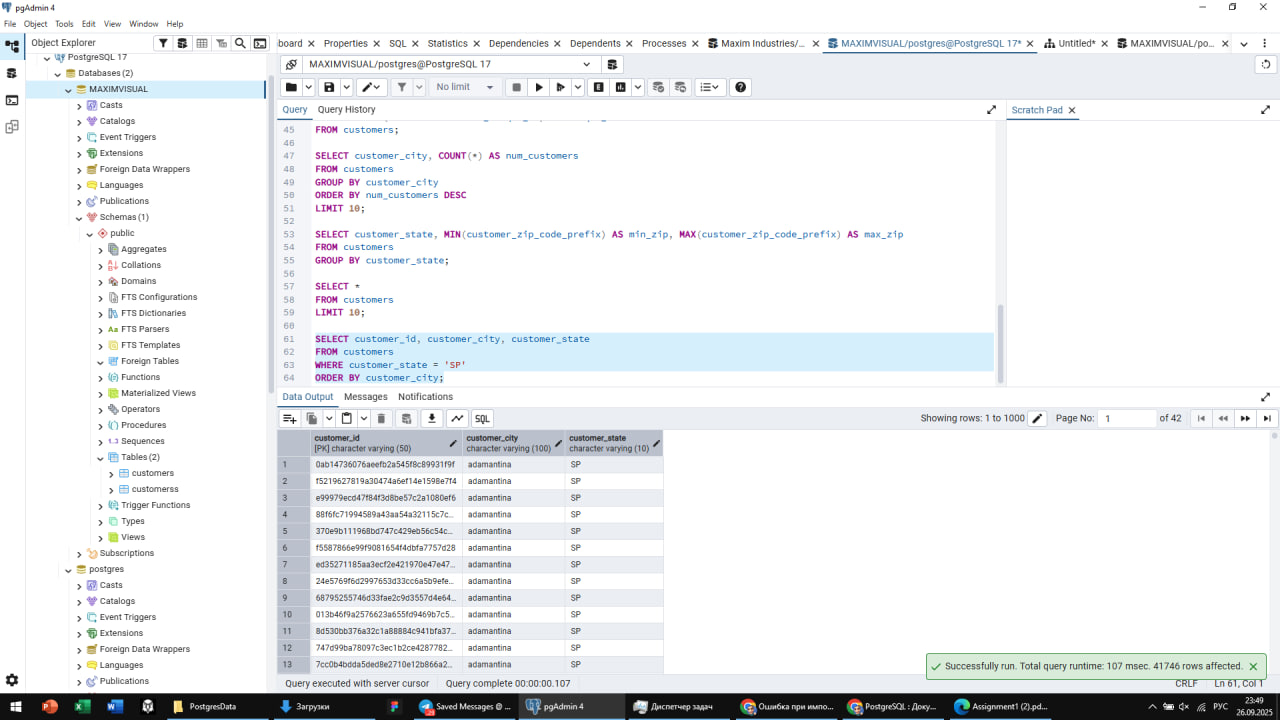 pgAdmin 4
File Object Tools Edit View Window Help
Object Explorer
board Properties SQL Statistics Dependencies Dependents Processes Maxim Industries/... MAXIMVISUAL/postgres@PostgreSQL 17* Untitled* MAXIMVISUAL/po...
PostgreSQL 17
Databases (2)
MAXIMVISUAL
Casts
Catalogs
Event Triggers
Extensions
Foreign Data Wrappers
Languages
Publications
Schemas (1)
public
Aggregates
Collations
Domains
FTS Configurations
FTS Dictionaries
Aa FTS Parsers
FTS Templates
Foreign Tables
Functions
Materialized Views
Operators
Procedures
1..3 Sequences
Tables (2)
customers
customerss
Trigger Functions
Types
Views
Subscriptions
postgres
Casts
Catalogs
Event Triggers
Extensions
Foreign Data Wrappers
Languages
Publications
MAXIMVISUAL/postgres@PostgreSQL 17
No limit
Query Query History
Scratch Pad
45 FROM customers;
46
47 SELECT customer_city, COUNT(*) AS num_customers
48 FROM customers
49 GROUP BY customer_city
50 ORDER BY num_customers DESC
51 LIMIT 10;
52
53 SELECT customer_state, MIN(customer_zip_code_prefix) AS min_zip, MAX(customer_zip_code_prefix) AS max_zip
54 FROM customers
55 GROUP BY customer_state;
56
57 SELECT *
58 FROM customers
59 LIMIT 10;
60
61 SELECT customer_id, customer_city, customer_state
62 FROM customers
63 WHERE customer_state = 'SP'
64 ORDER BY customer_city;
Data Output Messages Notifications
SQL
Showing rows: 1 to 1000 Page No: 1 of 42
customer_id customer_city customer_state
[PK] character varying (50) character varying (100) character varying (10)
1 0ab14736076aeefb2a545f8c89931f9f adamantina SP
2 f5219627819a30474a6ef14e1598e7f4 adamantina SP
3 e99979ecd47f84f3d8be57c2a1080ef6 adamantina SP
4 88f6fc71994589a43aa54a32115c7c... adamantina SP
5 370e9b111968bd747c429eb56c54c... adamantina SP
6 f5587866e99f9081654f4dbfa7757d28 adamantina SP
7 ed35271185aa3ecf2e421970e47e47... adamantina SP
8 24e5769f6d2997653d33cc6a5b9efe... adamantina SP
9 68795255746d33fae2c9d3557d4e64... adamantina SP
10 013b46f9a2576623a655fd9469b7c5... adamantina SP
11 8d530bb376a32c1a88884c941bfa37... adamantina SP
12 747d99ba78097c3ec1b2ce4287782... adamantina SP
13 7cc0b4bdda5ded8e2710e12b866a2... adamantina SP
Successfully run. Total query runtime: 107 msec. 41746 rows affected.
Query executed with server cursor Query complete 00:00:00.107 CRLF Ln 61, Col 1
PostgresData Загрузки Saved Messages @ ... pgAdmin 4 Диспетчер задач Ошибка при импо... PostgreSQL : Доку... Assignment1 (2).pd... РУС
23:49
26.09.2025